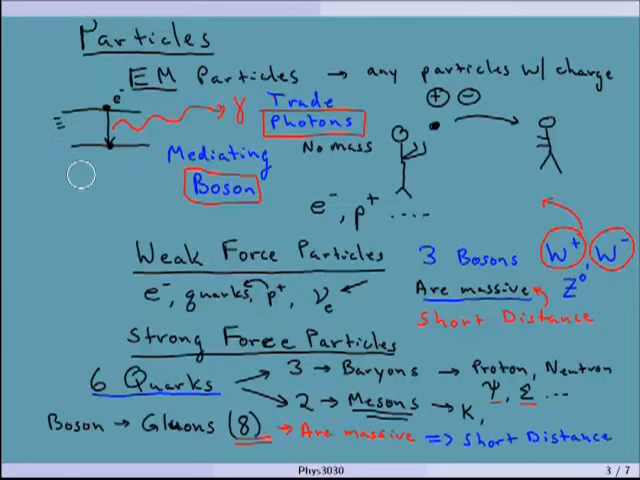 Particles
EM Particles → any particles w/ charge
+ −
e⁻
γ Trade
Photons
No mass
Mediating
Boson
e⁻, p⁺ ....
Weak Force Particles
3 Bosons W⁺, W⁻
Z⁰
e⁻, quarks, p⁺, νₑ
Are massive
Short Distance
Strong Force Particles
6 Quarks → 3 → Baryons → Proton, Neutron
→ 2 → Mesons → K, Ψ, Σ ...
Boson → Gluons (8) → Are massive => Short Distance
Phys3030
3 / 7